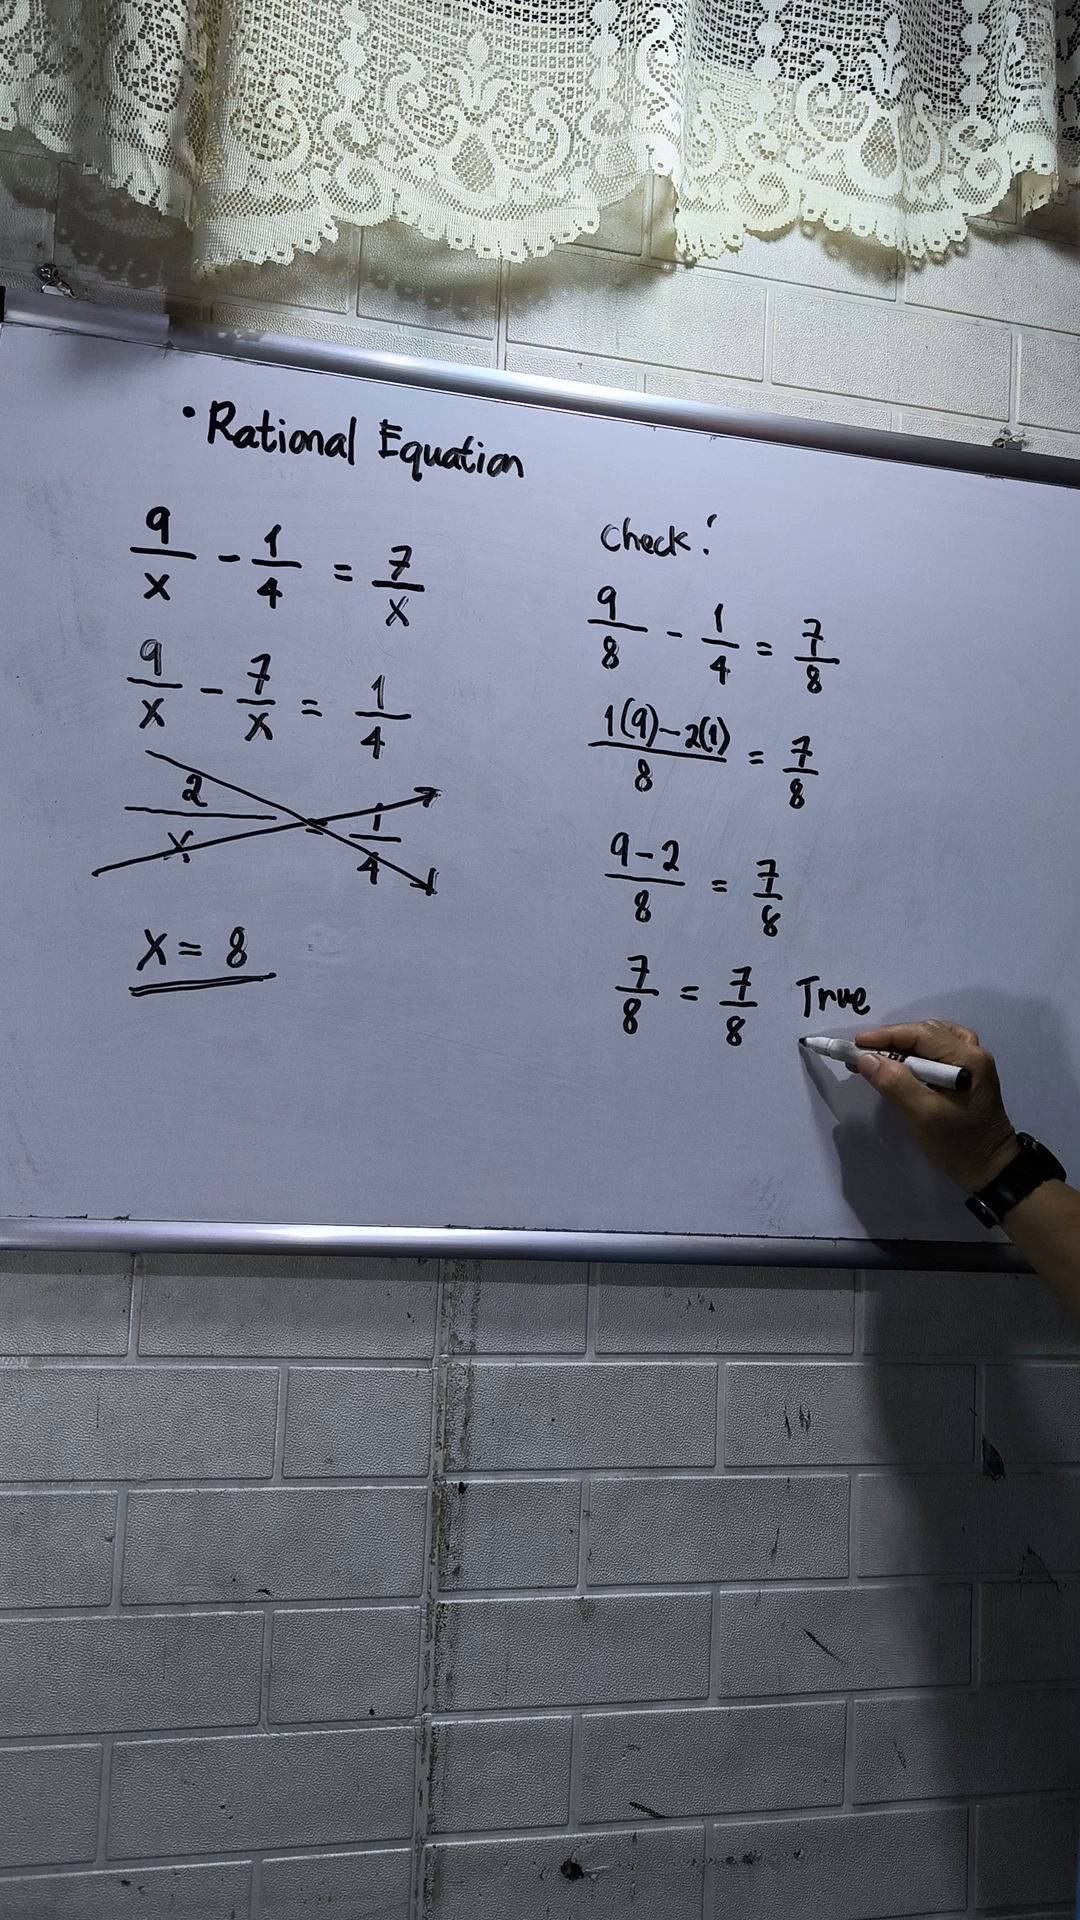 • Rational Equation
9/x - 1/4 = 7/x
9/x - 7/x = 1/4
2/x = 1/4
x = 8
Check:
9/8 - 1/4 = 7/8
1(9)-2(1)/8 = 7/8
9-2/8 = 7/8
7/8 = 7/8 True